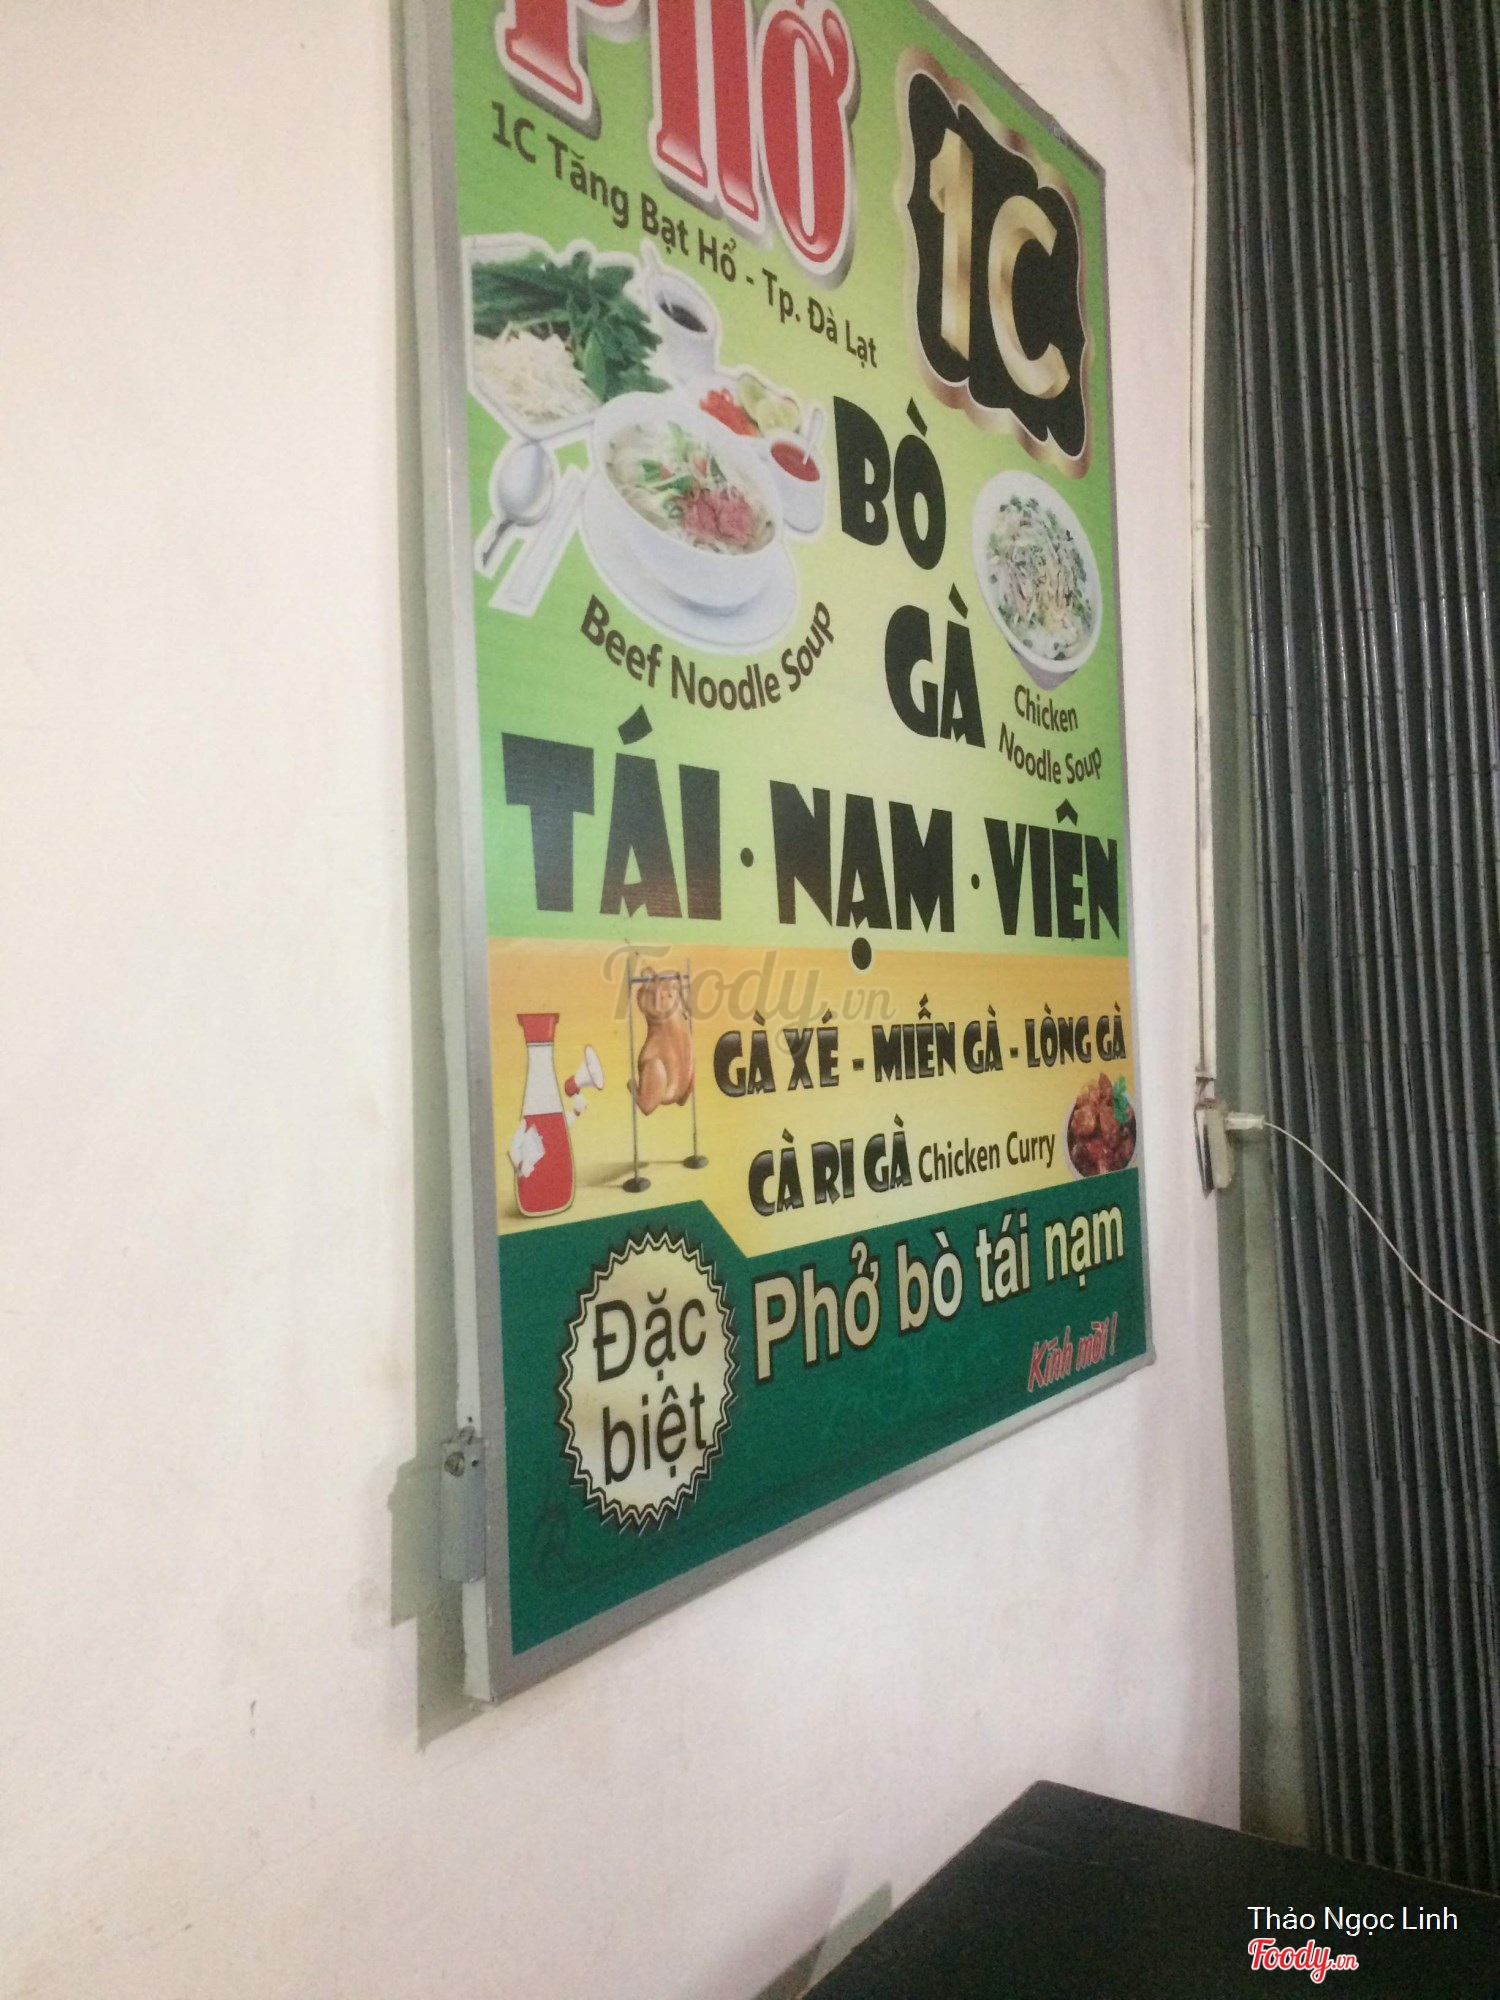 Phở
1C
1C Tăng Bạt Hổ - Tp. Đà Lạt
BÒ
Beef Noodle Soup
GÀ
Chicken
Noodle Soup
TÁI · NẠM · VIÊN
Foody.vn
GÀ XÉ - MIẾN GÀ - LÒNG GÀ
CÀ RI GÀ Chicken Curry
Đặc
biệt
Phở bò tái nạm
Kính mời !
Thảo Ngọc Linh
Foody.vn